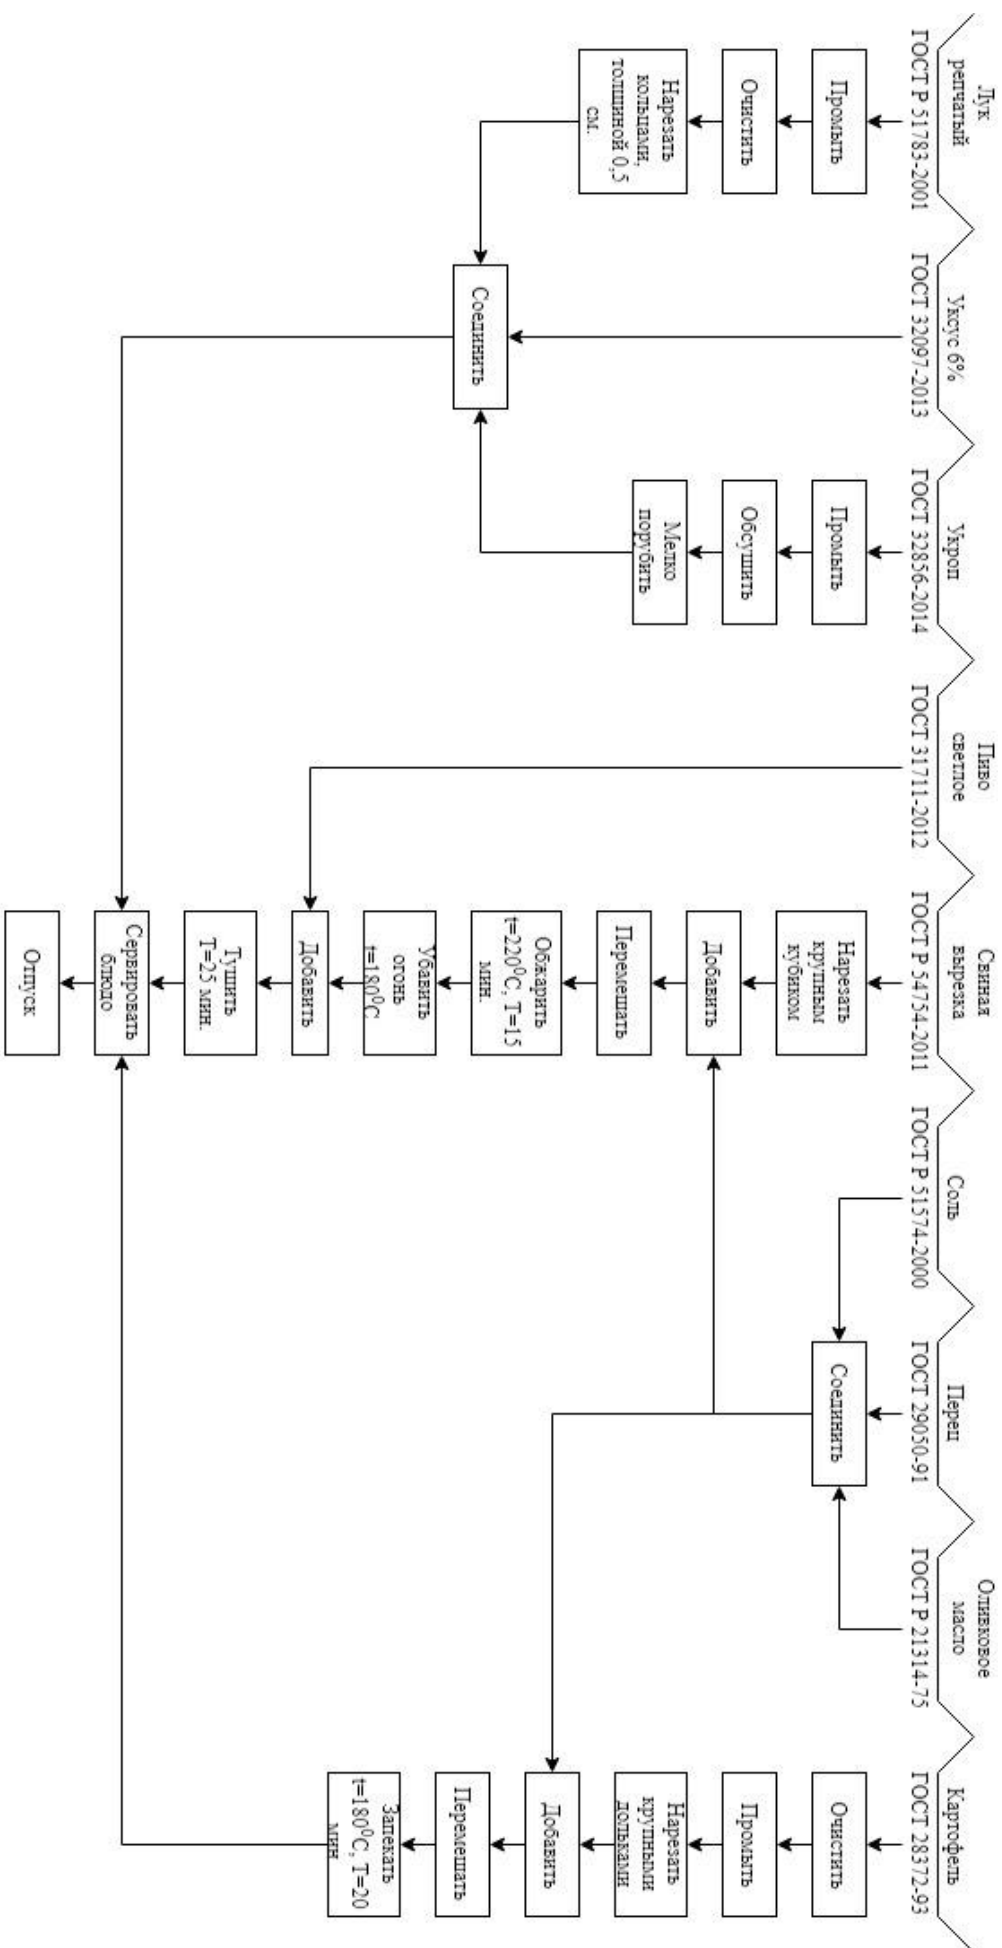 Лук
репчатый
ГОСТ Р 51783-2001
Уксус 6%
ГОСТ 32097-2013
Укроп
ГОСТ 32856-2014
Пиво
светлое
ГОСТ 31711-2012
Свиная
вырезка
ГОСТ Р 54754-2011
Соль
ГОСТ Р 51574-2000
Перец
ГОСТ 29050-91
Оливковое
масло
ГОСТ Р 21314-75
Картофель
ГОСТ 28372-93
Промыть
Очистить
Нарезать
кольцами,
толщиной 0,5
см.
Соединить
Промыть
Обсушить
Мелко
порубить
Нарезать
крупным
кубиком
Добавить
Перемешать
Обжарить
t=220⁰С, Т=15
мин.
Убавить
огонь
t=180⁰С
Добавить
Тушить
Т=25 мин.
Сервировать
блюдо
Отпуск
Соединить
Очистить
Промыть
Нарезать
крупными
дольками
Добавить
Перемешать
Запекать
t=180⁰С, Т=20
мин